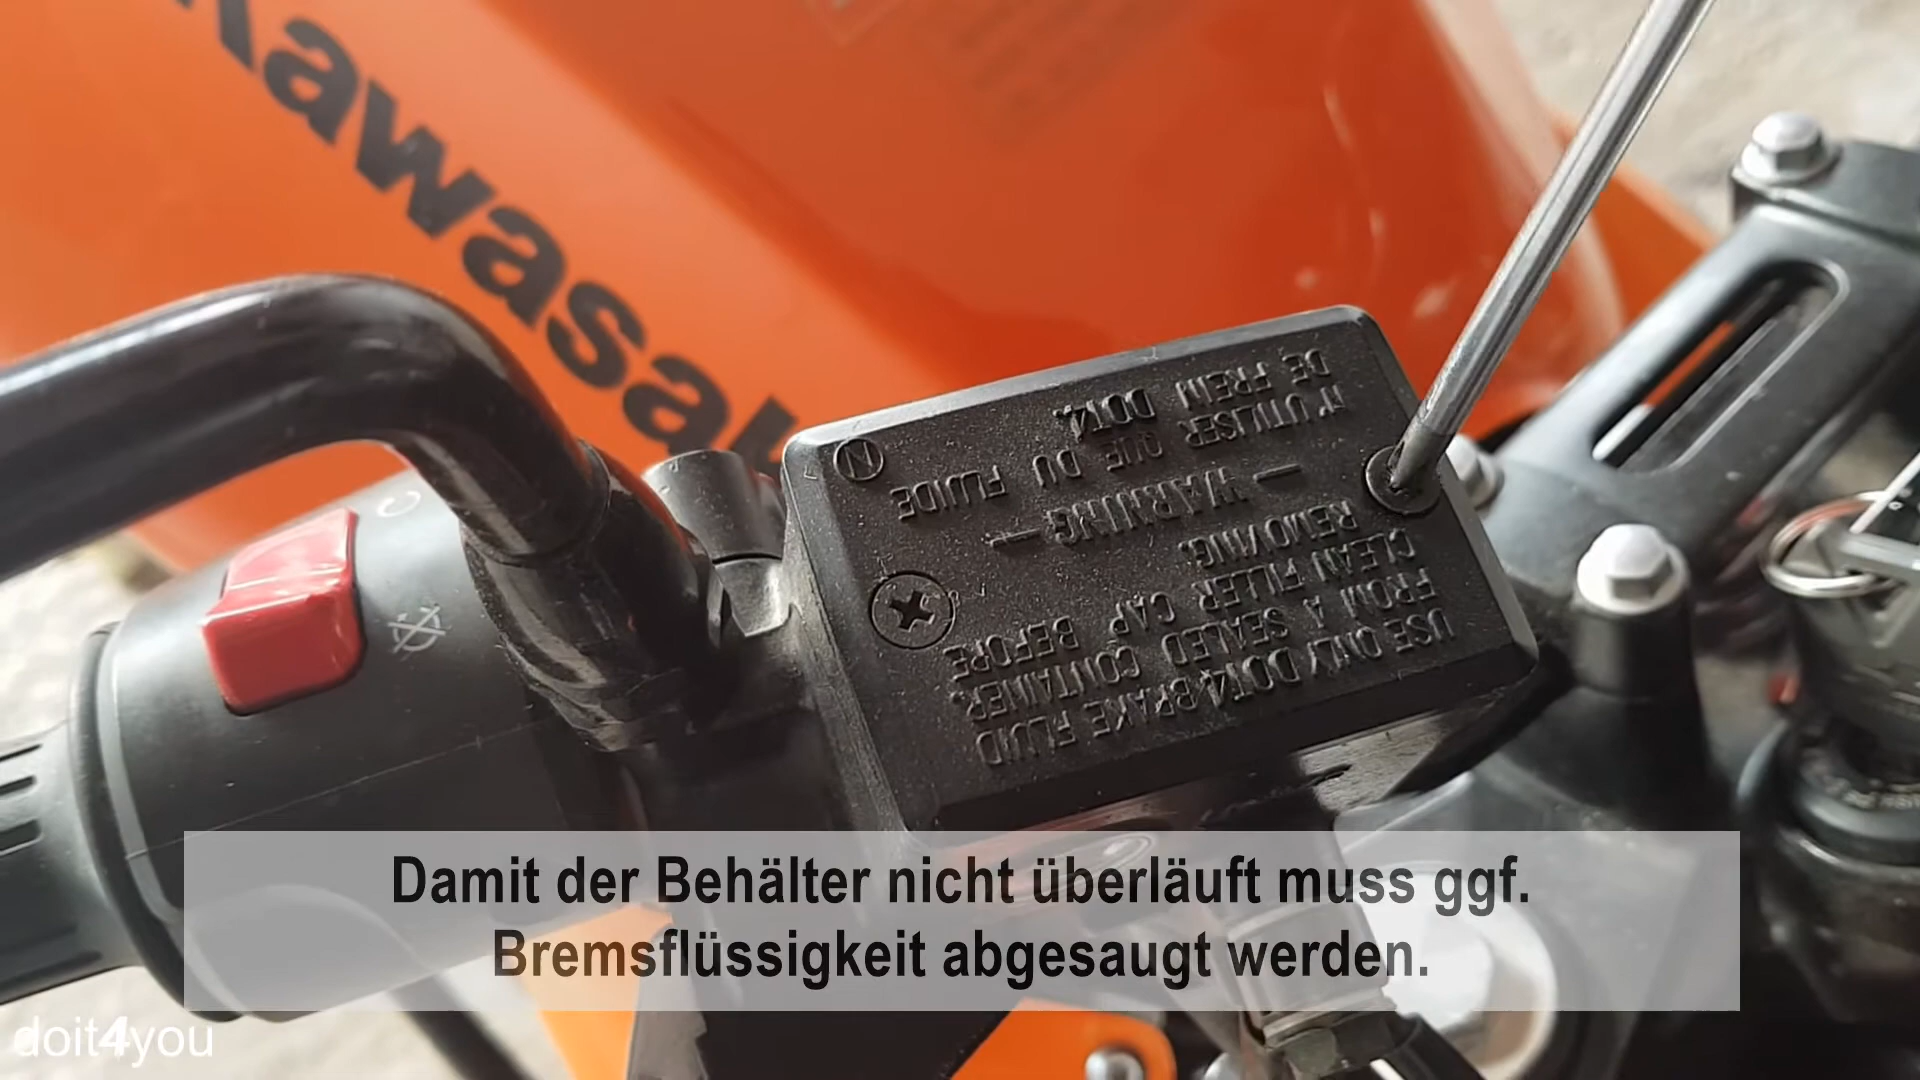 Kawasaki
N
N'UTILISER QUE DU FLUIDE
DE FREIN DOT4.
— WARNING —
USE ONLY DOT4 BRAKE FLUID
FROM A SEALED CONTAINER.
CLEAN FILLER CAP BEFORE
REMOVING.
Damit der Behälter nicht überläuft muss ggf.
Bremsflüssigkeit abgesaugt werden.
doit4you